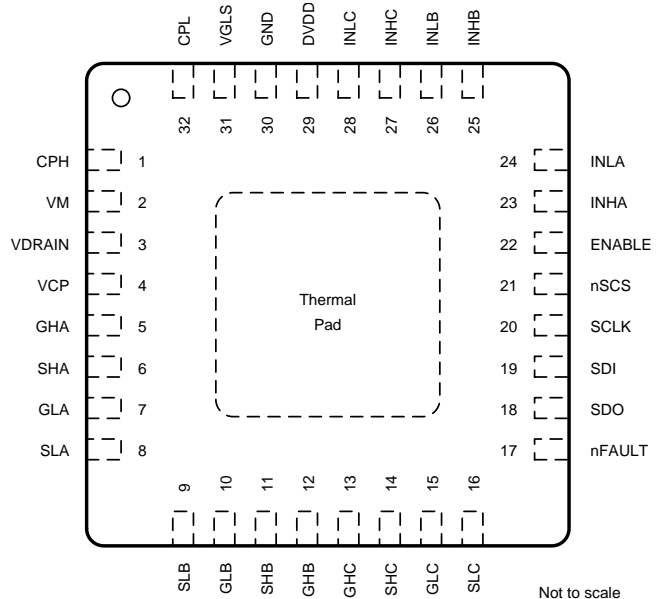 CPL VGLS GND DVDD INLC INHC INLB INHB
32 31 30 29 28 27 26 25
CPH 1 24 INLA
VM 2 23 INHA
VDRAIN 3 22 ENABLE
VCP 4 21 nSCS
Thermal
Pad
GHA 5 20 SCLK
SHA 6 19 SDI
GLA 7 18 SDO
SLA 8 17 nFAULT
9 10 11 12 13 14 15 16
SLB GLB SHB GHB GHC SHC GLC SLC
Not to scale